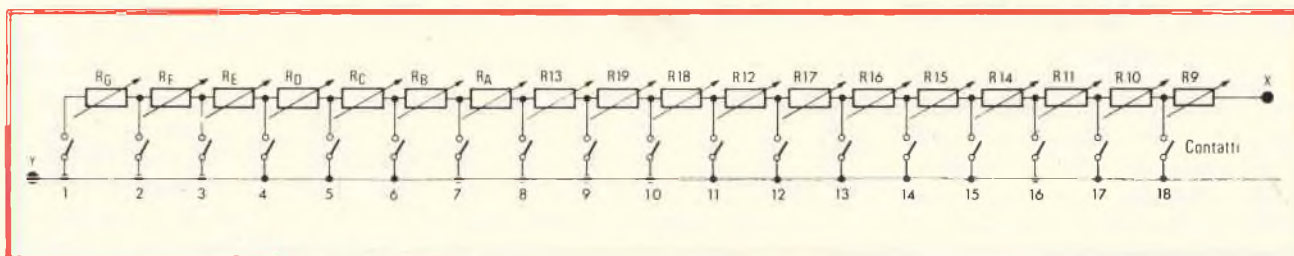 RG RF RE RD RC RB RA R13 R19 R18 R12 R17 R16 R15 R14 R11 R10 R9 X
Contatti
Y
1 2 3 4 5 6 7 8 9 10 11 12 13 14 15 16 17 18